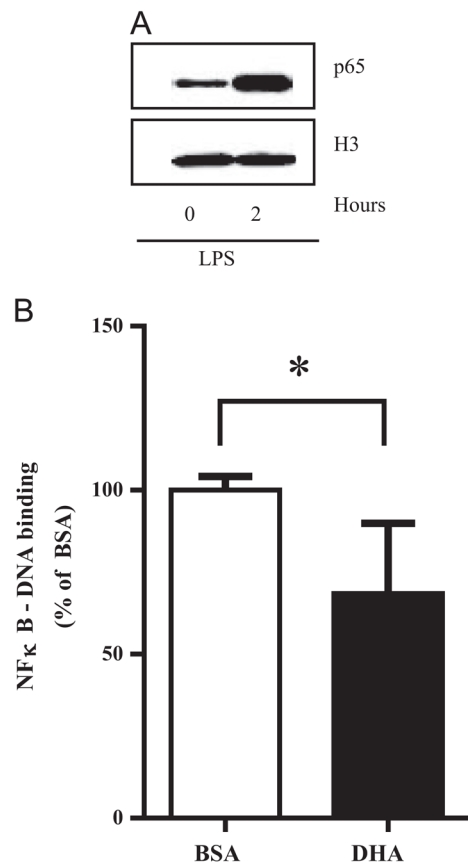 A
p65
H3
0 2 Hours
LPS
B
150
*
100
50
0
NFκ B - DNA binding
(% of BSA)
BSA DHA